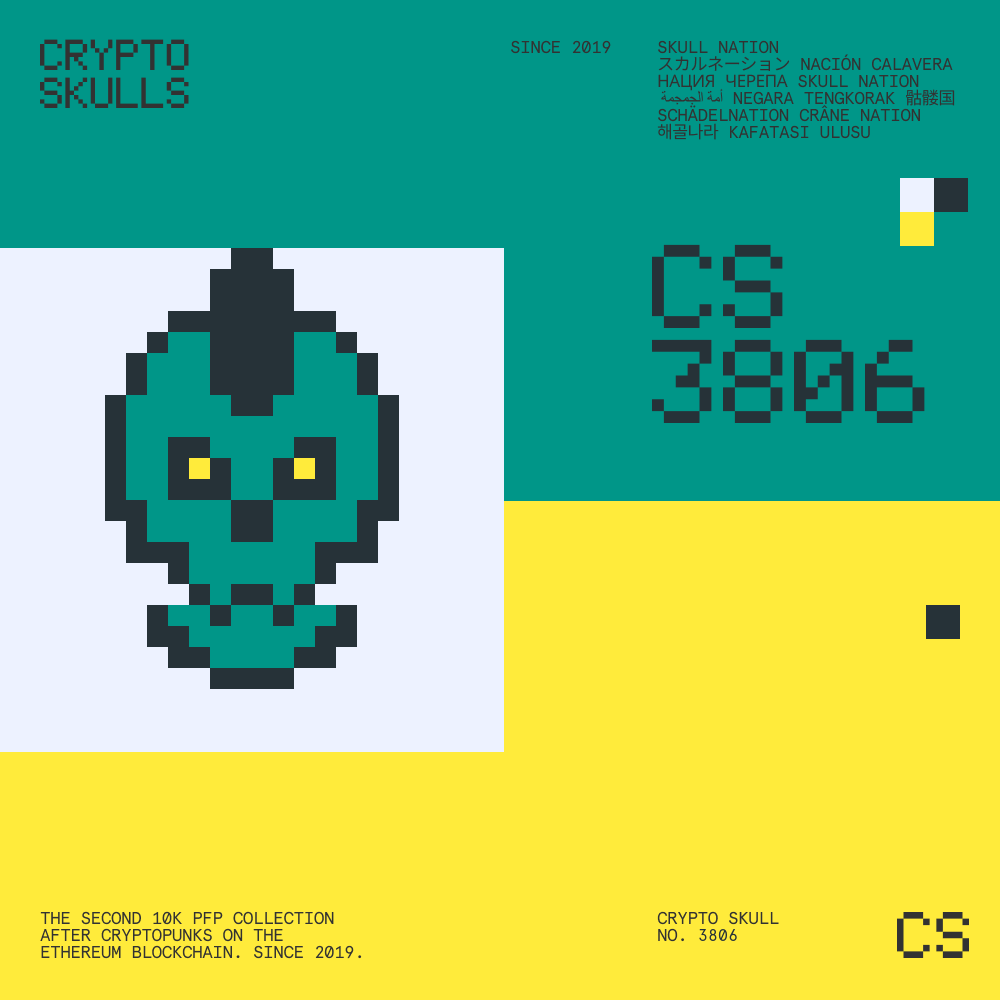 CRYPTO
SKULLS
SINCE 2019
SKULL NATION
スカルネーション NACIÓN CALAVERA
НАЦИЯ ЧЕРЕПА SKULL NATION
أمة الجمجمة NEGARA TENGKORAK 骷髅国
SCHÄDELNATION CRÂNE NATION
해골나라 KAFATASI ULUSU
CS
3806
THE SECOND 10K PFP COLLECTION
AFTER CRYPTOPUNKS ON THE
ETHEREUM BLOCKCHAIN. SINCE 2019.
CRYPTO SKULL
NO. 3806
CS